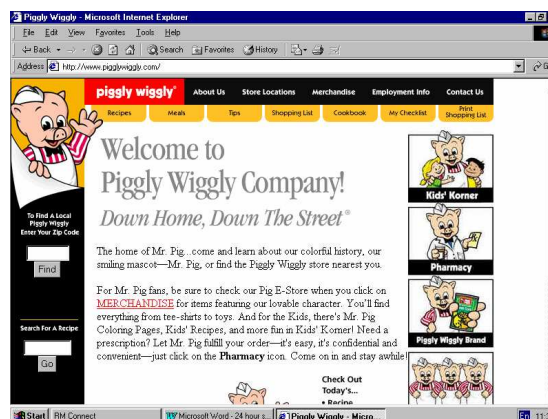 Piggly Wiggly - Microsoft Internet Explorer
File Edit View Favorites Tools Help
Back Search Favorites History
Address http://www.pigglywiggly.com/
piggly wiggly About Us Store Locations Merchandise Employment Info Contact Us
Recipes Meals Tips Shopping List Cookbook My Checklist Print Shopping List
Welcome to
Piggly Wiggly Company!
Down Home, Down The Street®
To Find A Local
Piggly Wiggly
Enter Your Zip Code
Find
Search For A Recipe
Go
The home of Mr. Pig...come and learn about our colorful history, our
smiling mascot—Mr. Pig, or find the Piggly Wiggly store nearest you.
For Mr. Pig fans, be sure to check our Pig E-Store when you click on
MERCHANDISE for items featuring our lovable character. You'll find
everything from tee-shirts to toys. And for the Kids, there's Mr. Pig
Coloring Pages, Kids' Recipes, and more fun in Kids' Korner! Need a
prescription? Let Mr. Pig fulfill your order—it's easy, it's confidential and
convenient—just click on the Pharmacy icon. Come on in and stay awhile!
Kids' Korner
Pharmacy
Piggly Wiggly Brand
Check Out
Today's...
• Recipe
Start RM Connect Microsoft Word - 24 hour s... Piggly Wiggly - Micro... En